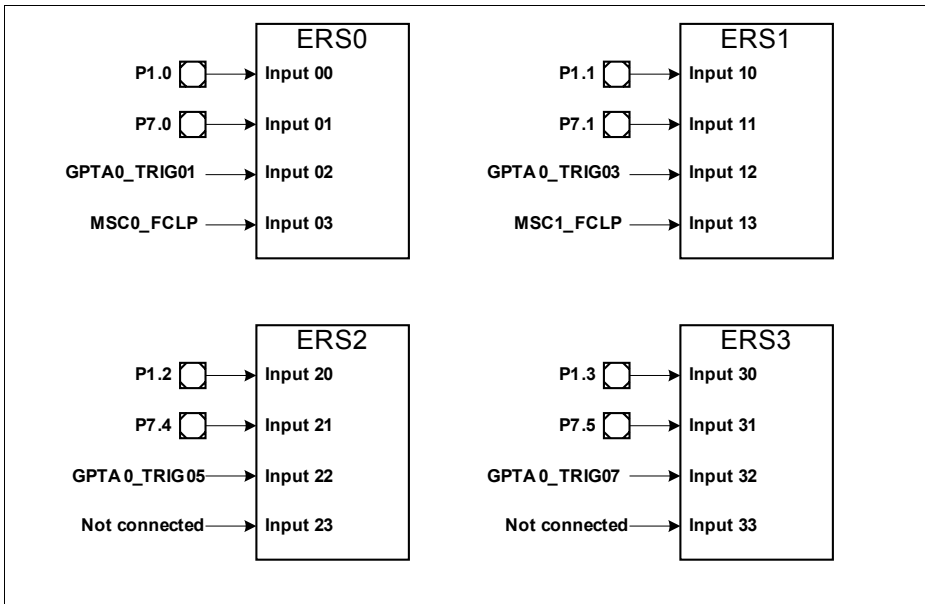 ERS0
P1.0 Input 00
P7.0 Input 01
GPTA0_TRIG01 Input 02
MSC0_FCLP Input 03
ERS1
P1.1 Input 10
P7.1 Input 11
GPTA0_TRIG03 Input 12
MSC1_FCLP Input 13
ERS2
P1.2 Input 20
P7.4 Input 21
GPTA0_TRIG05 Input 22
Not connected Input 23
ERS3
P1.3 Input 30
P7.5 Input 31
GPTA0_TRIG07 Input 32
Not connected Input 33